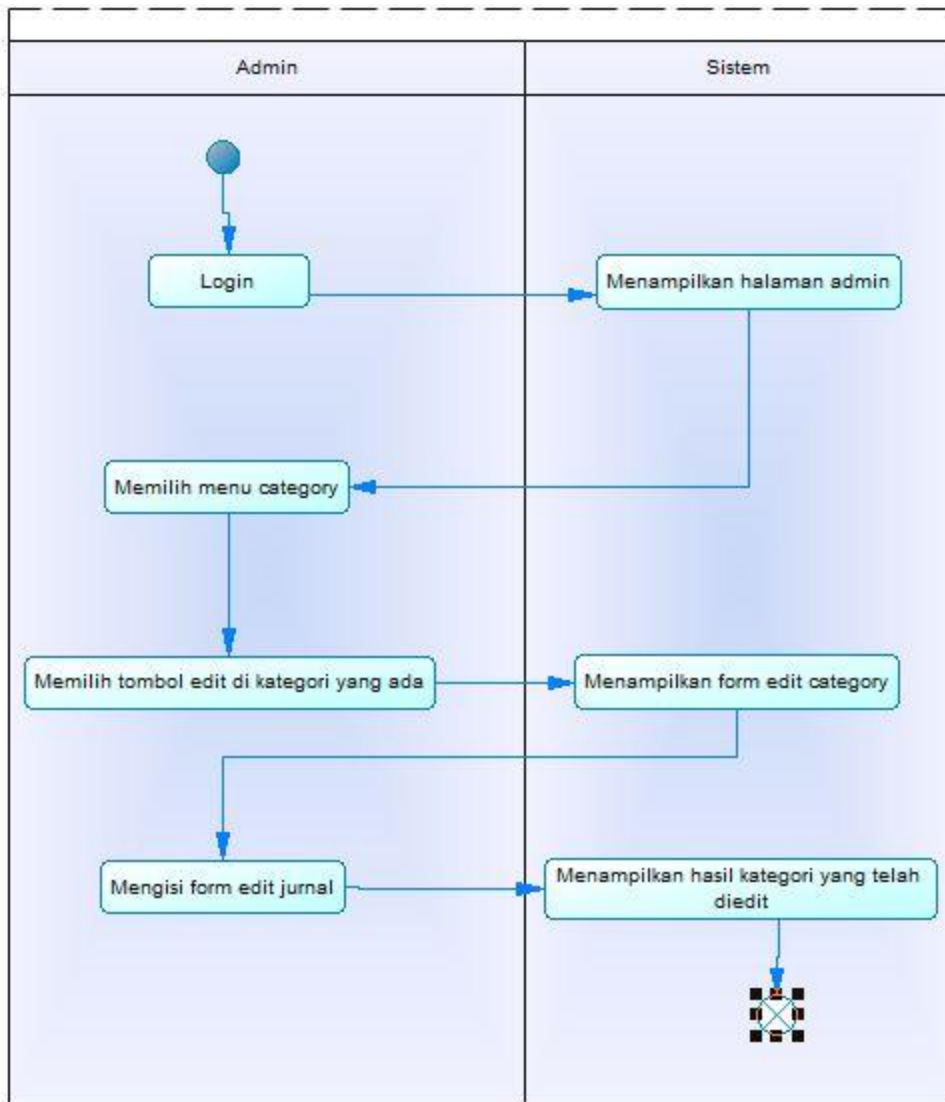 Admin
Sistem
Login
Menampilkan halaman admin
Memilih menu category
Memilih tombol edit di kategori yang ada
Menampilkan form edit category
Mengisi form edit jurnal
Menampilkan hasil kategori yang telah
diedit